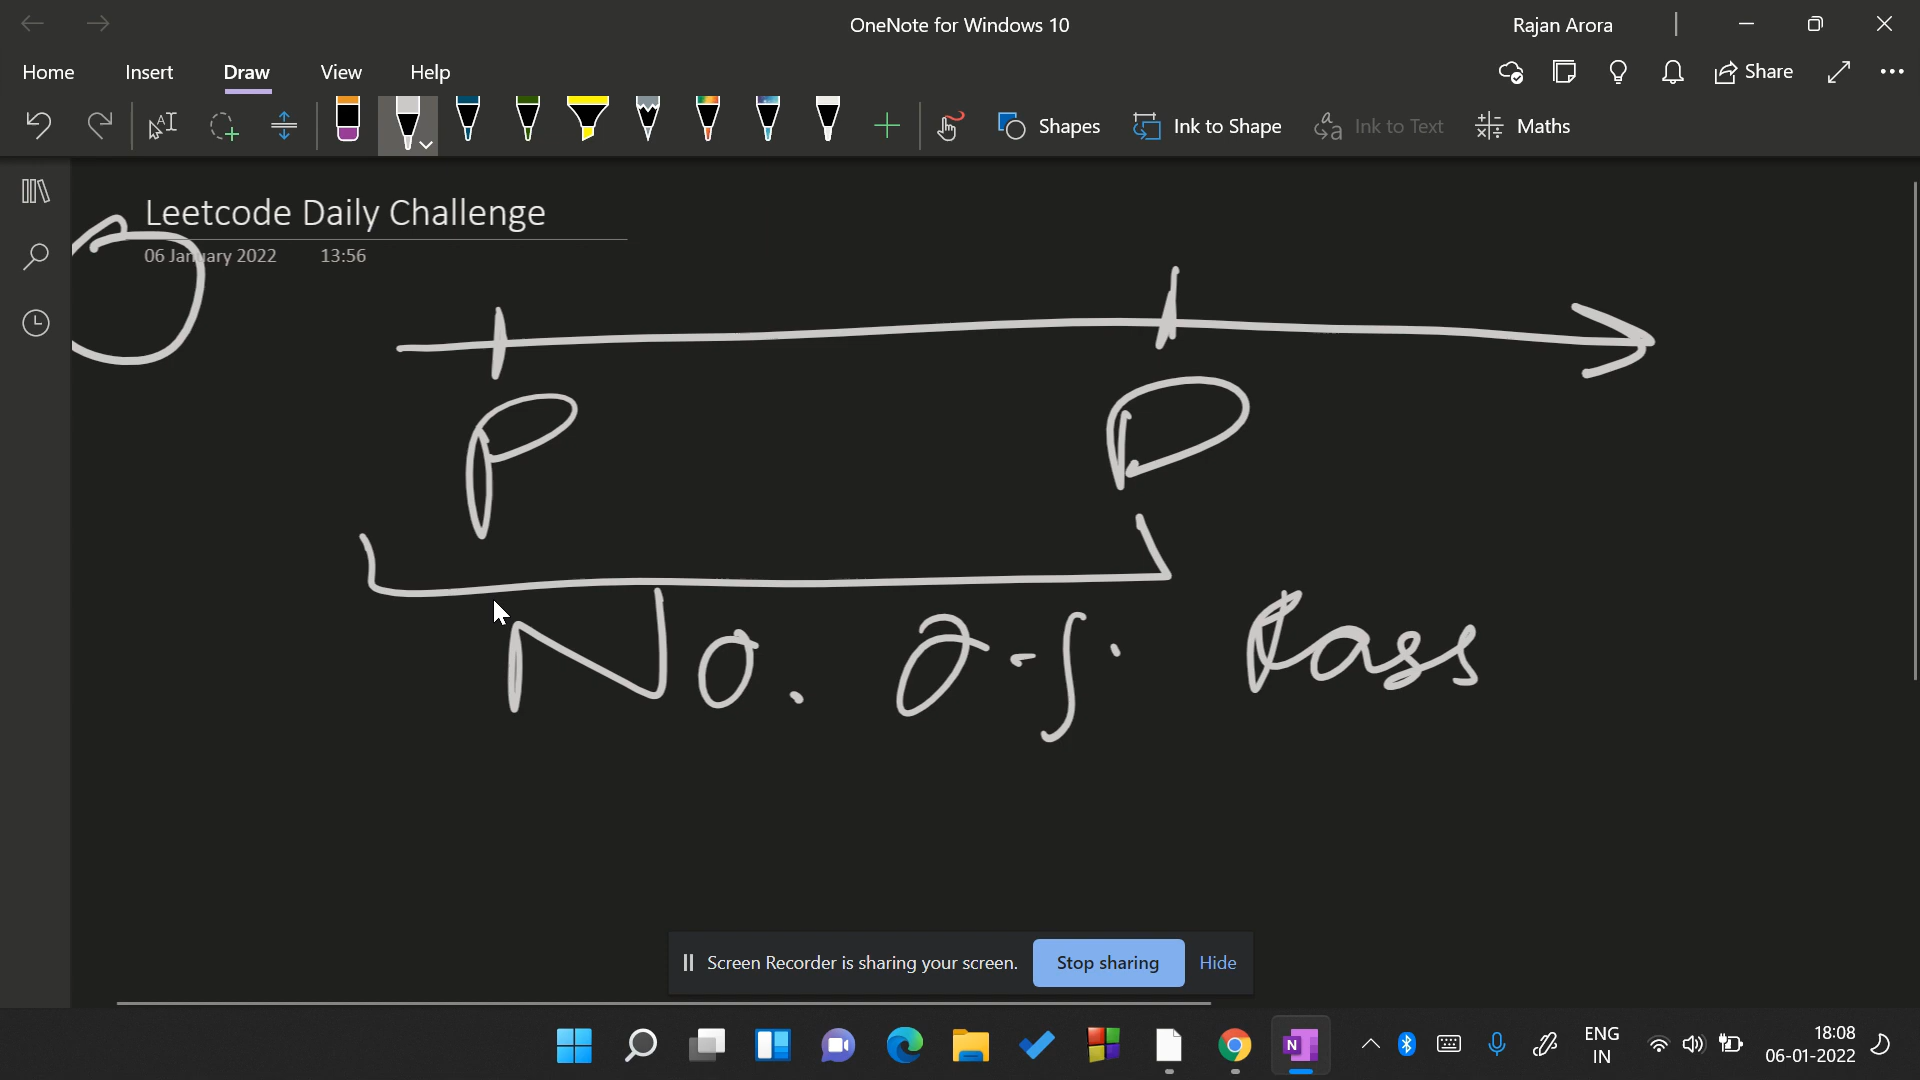 OneNote for Windows 10
Rajan Arora
Home Insert Draw View Help
Share
Shapes Ink to Shape Ink to Text Maths
Leetcode Daily Challenge
06 January 2022 13:56
P D
No. of Pass
Screen Recorder is sharing your screen. Stop sharing Hide
ENG
IN
18:08
06-01-2022